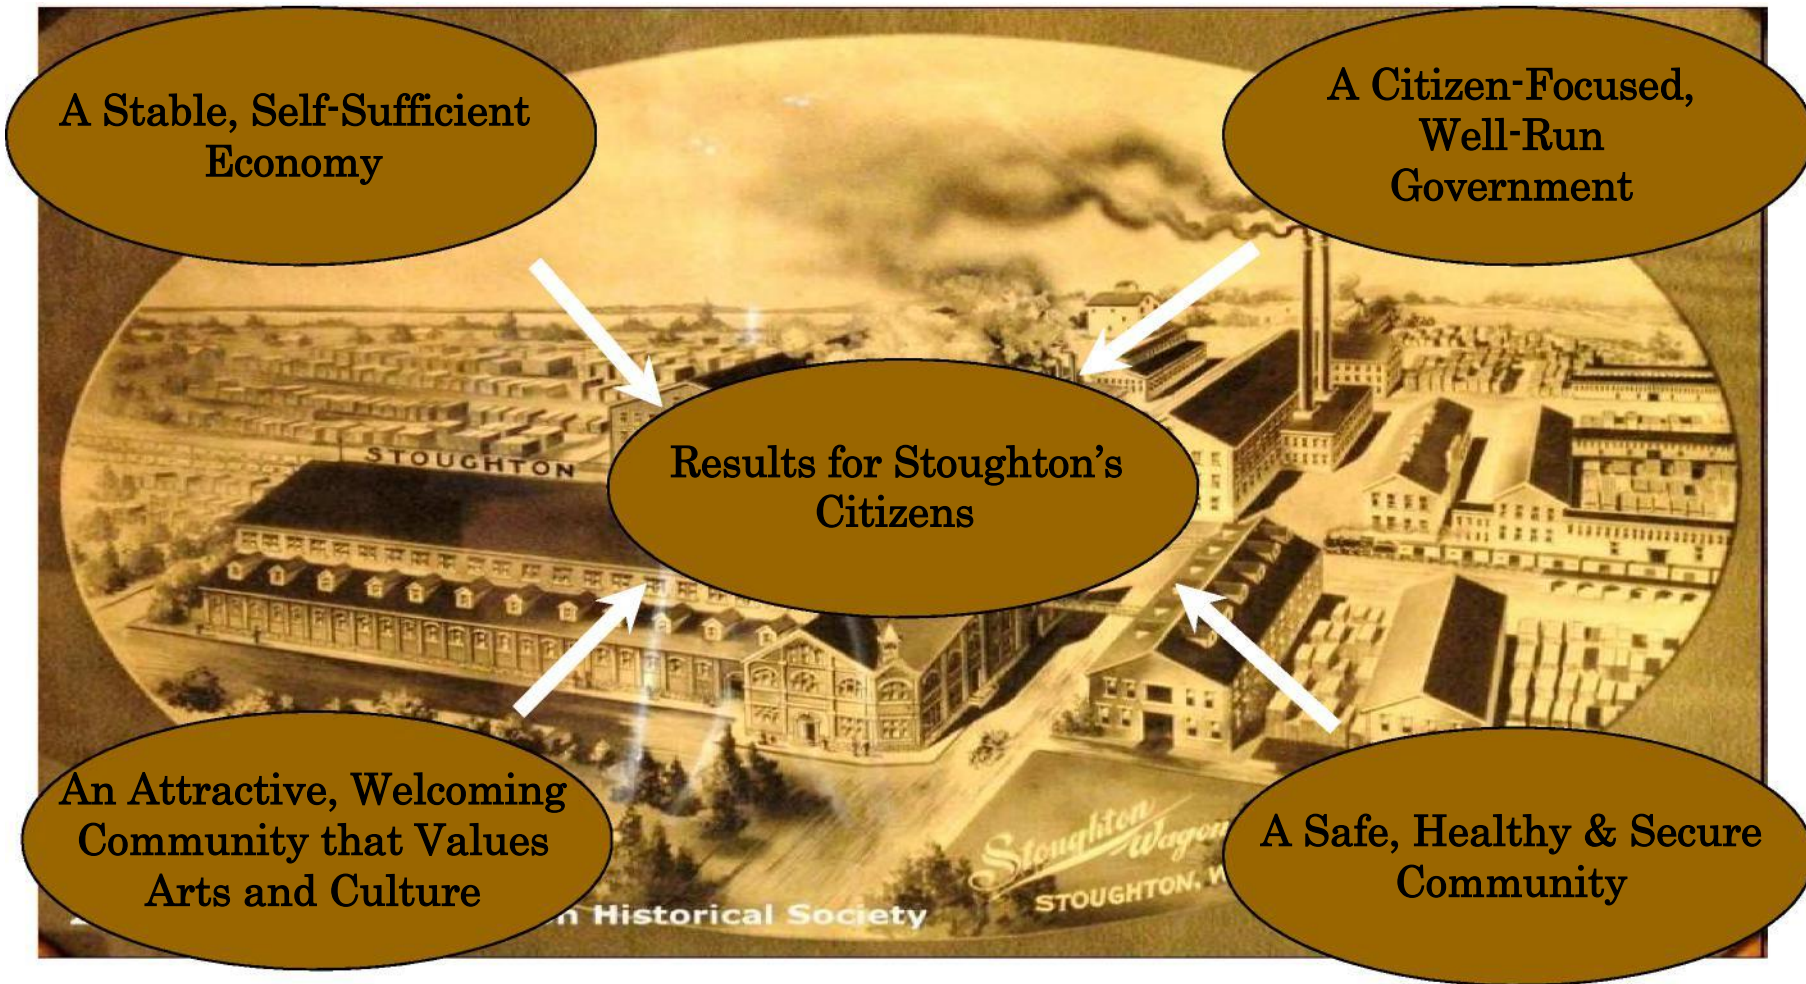 A Stable, Self-Sufficient
Economy
A Citizen-Focused,
Well-Run
Government
STOUGHTON
Results for Stoughton’s
Citizens
An Attractive, Welcoming
Community that Values
Arts and Culture
Stoughton
Wagon
STOUGHTON, W
A Safe, Healthy & Secure
Community
Historical Society